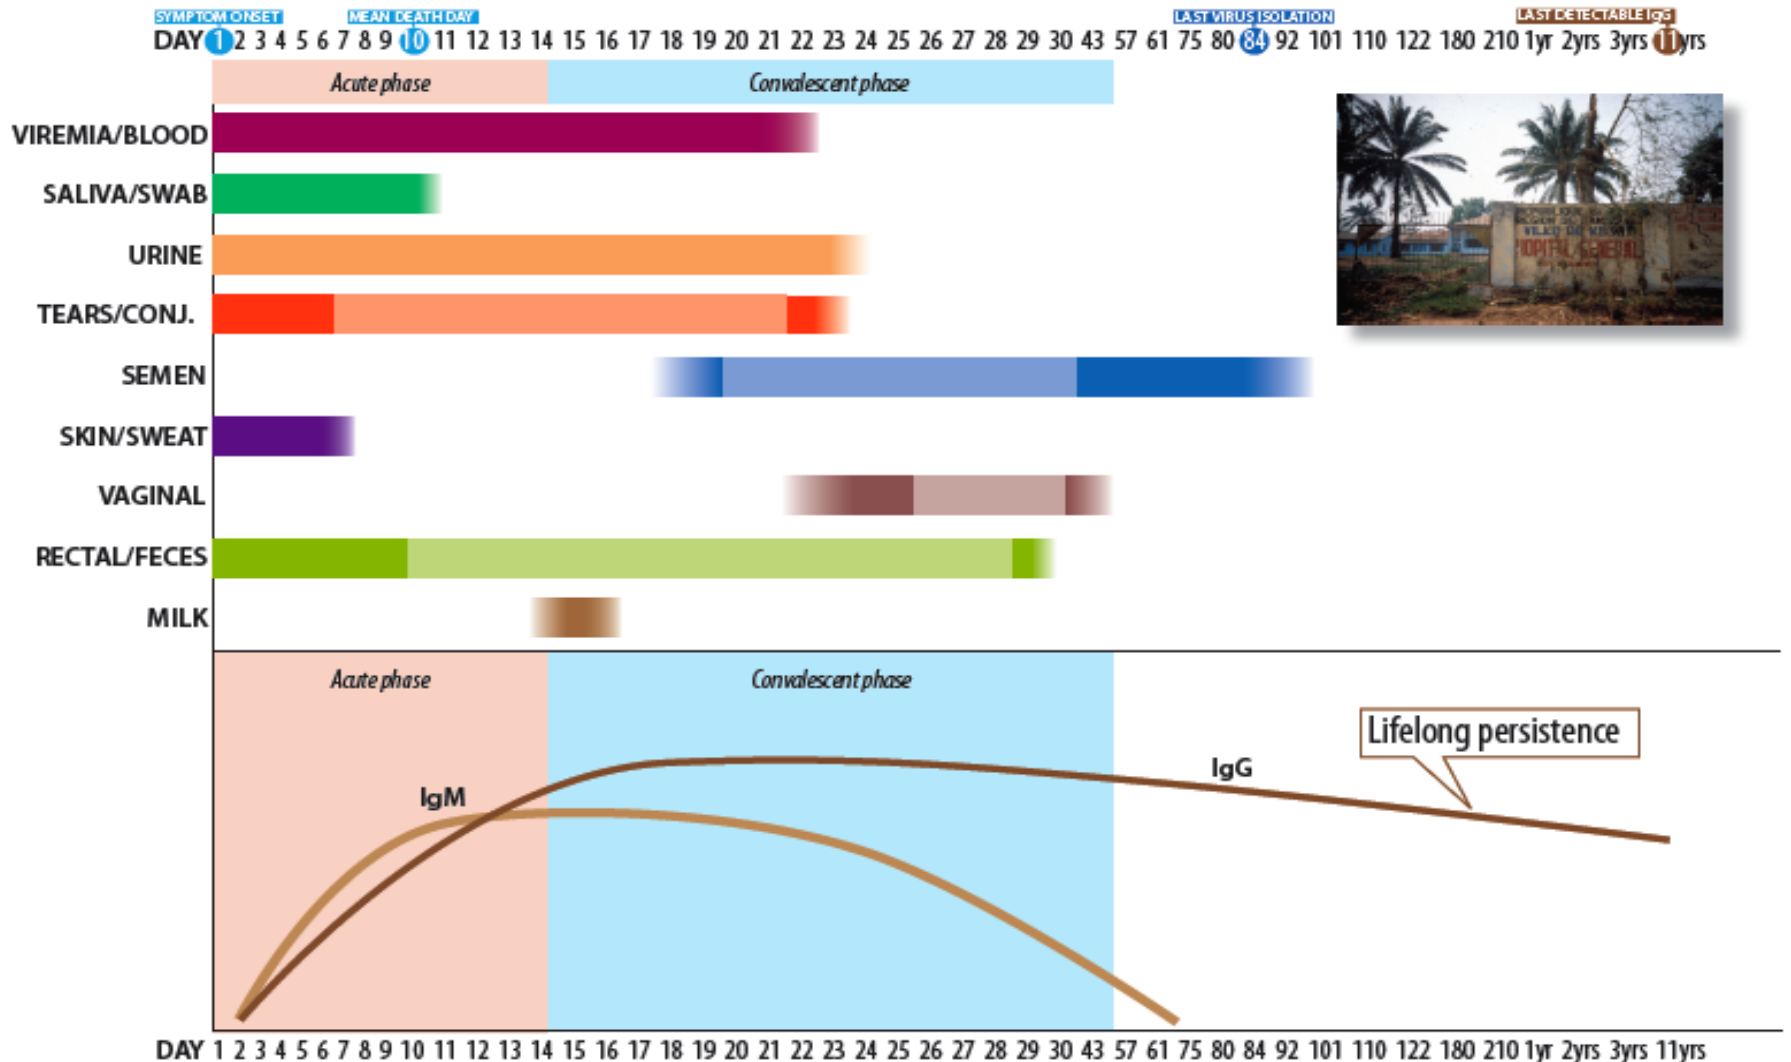 SYMPTOM ONSET MEAN DEATH DAY LAST VIRUS ISOLATION LAST DETECTABLE IgG
DAY 1 2 3 4 5 6 7 8 9 10 11 12 13 14 15 16 17 18 19 20 21 22 24 25 26 27 28 29 30 43 57 61 75 80 84 92 101 110 122 180 210 1yr 2yrs 3yrs 11yrs
Acute phase Convalescent phase
VIREMIA/BLOOD
SALIVA/SWAB
URINE
TEARS/CONJ.
SEMEN
SKIN/SWEAT
VAGINAL
RECTAL/FECES
MILK
HOPITAL GENERAL
Acute phase Convalescent phase
Lifelong persistence
IgM
IgG
DAY 1 2 3 4 5 6 7 8 9 10 11 12 13 14 15 16 17 18 19 20 21 22 24 25 26 27 28 29 30 43 57 61 75 80 84 92 101 110 122 180 210 1yr 2yrs 3yrs 11yrs